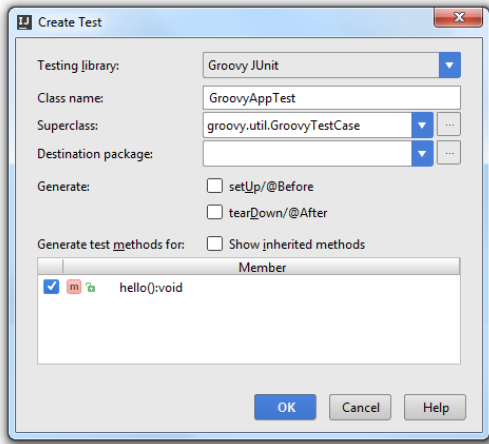 Create Test
Testing library: Groovy JUnit
Class name: GroovyAppTest
Superclass: groovy.util.GroovyTestCase ...
Destination package: ...
Generate: setUp/@Before
tearDown/@After
Generate test methods for: Show inherited methods
Member
m hello():void
OK Cancel Help